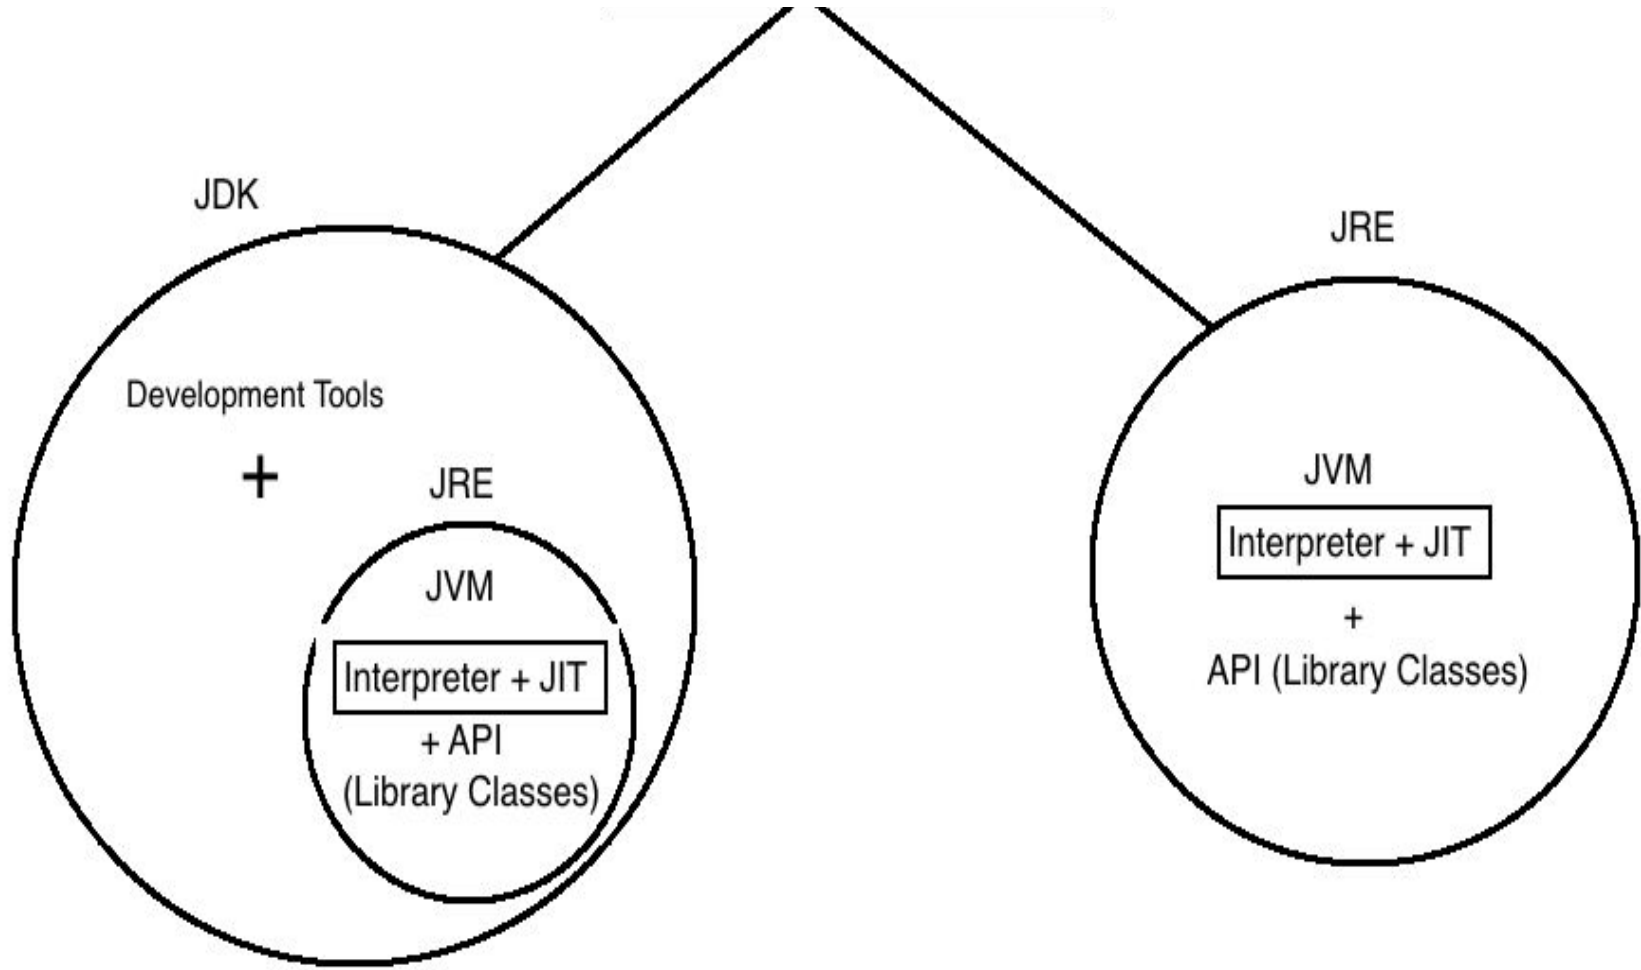 JDK
Development Tools
+
JRE
JVM
Interpreter + JIT
+ API
(Library Classes)
JRE
JVM
Interpreter + JIT
+
API (Library Classes)